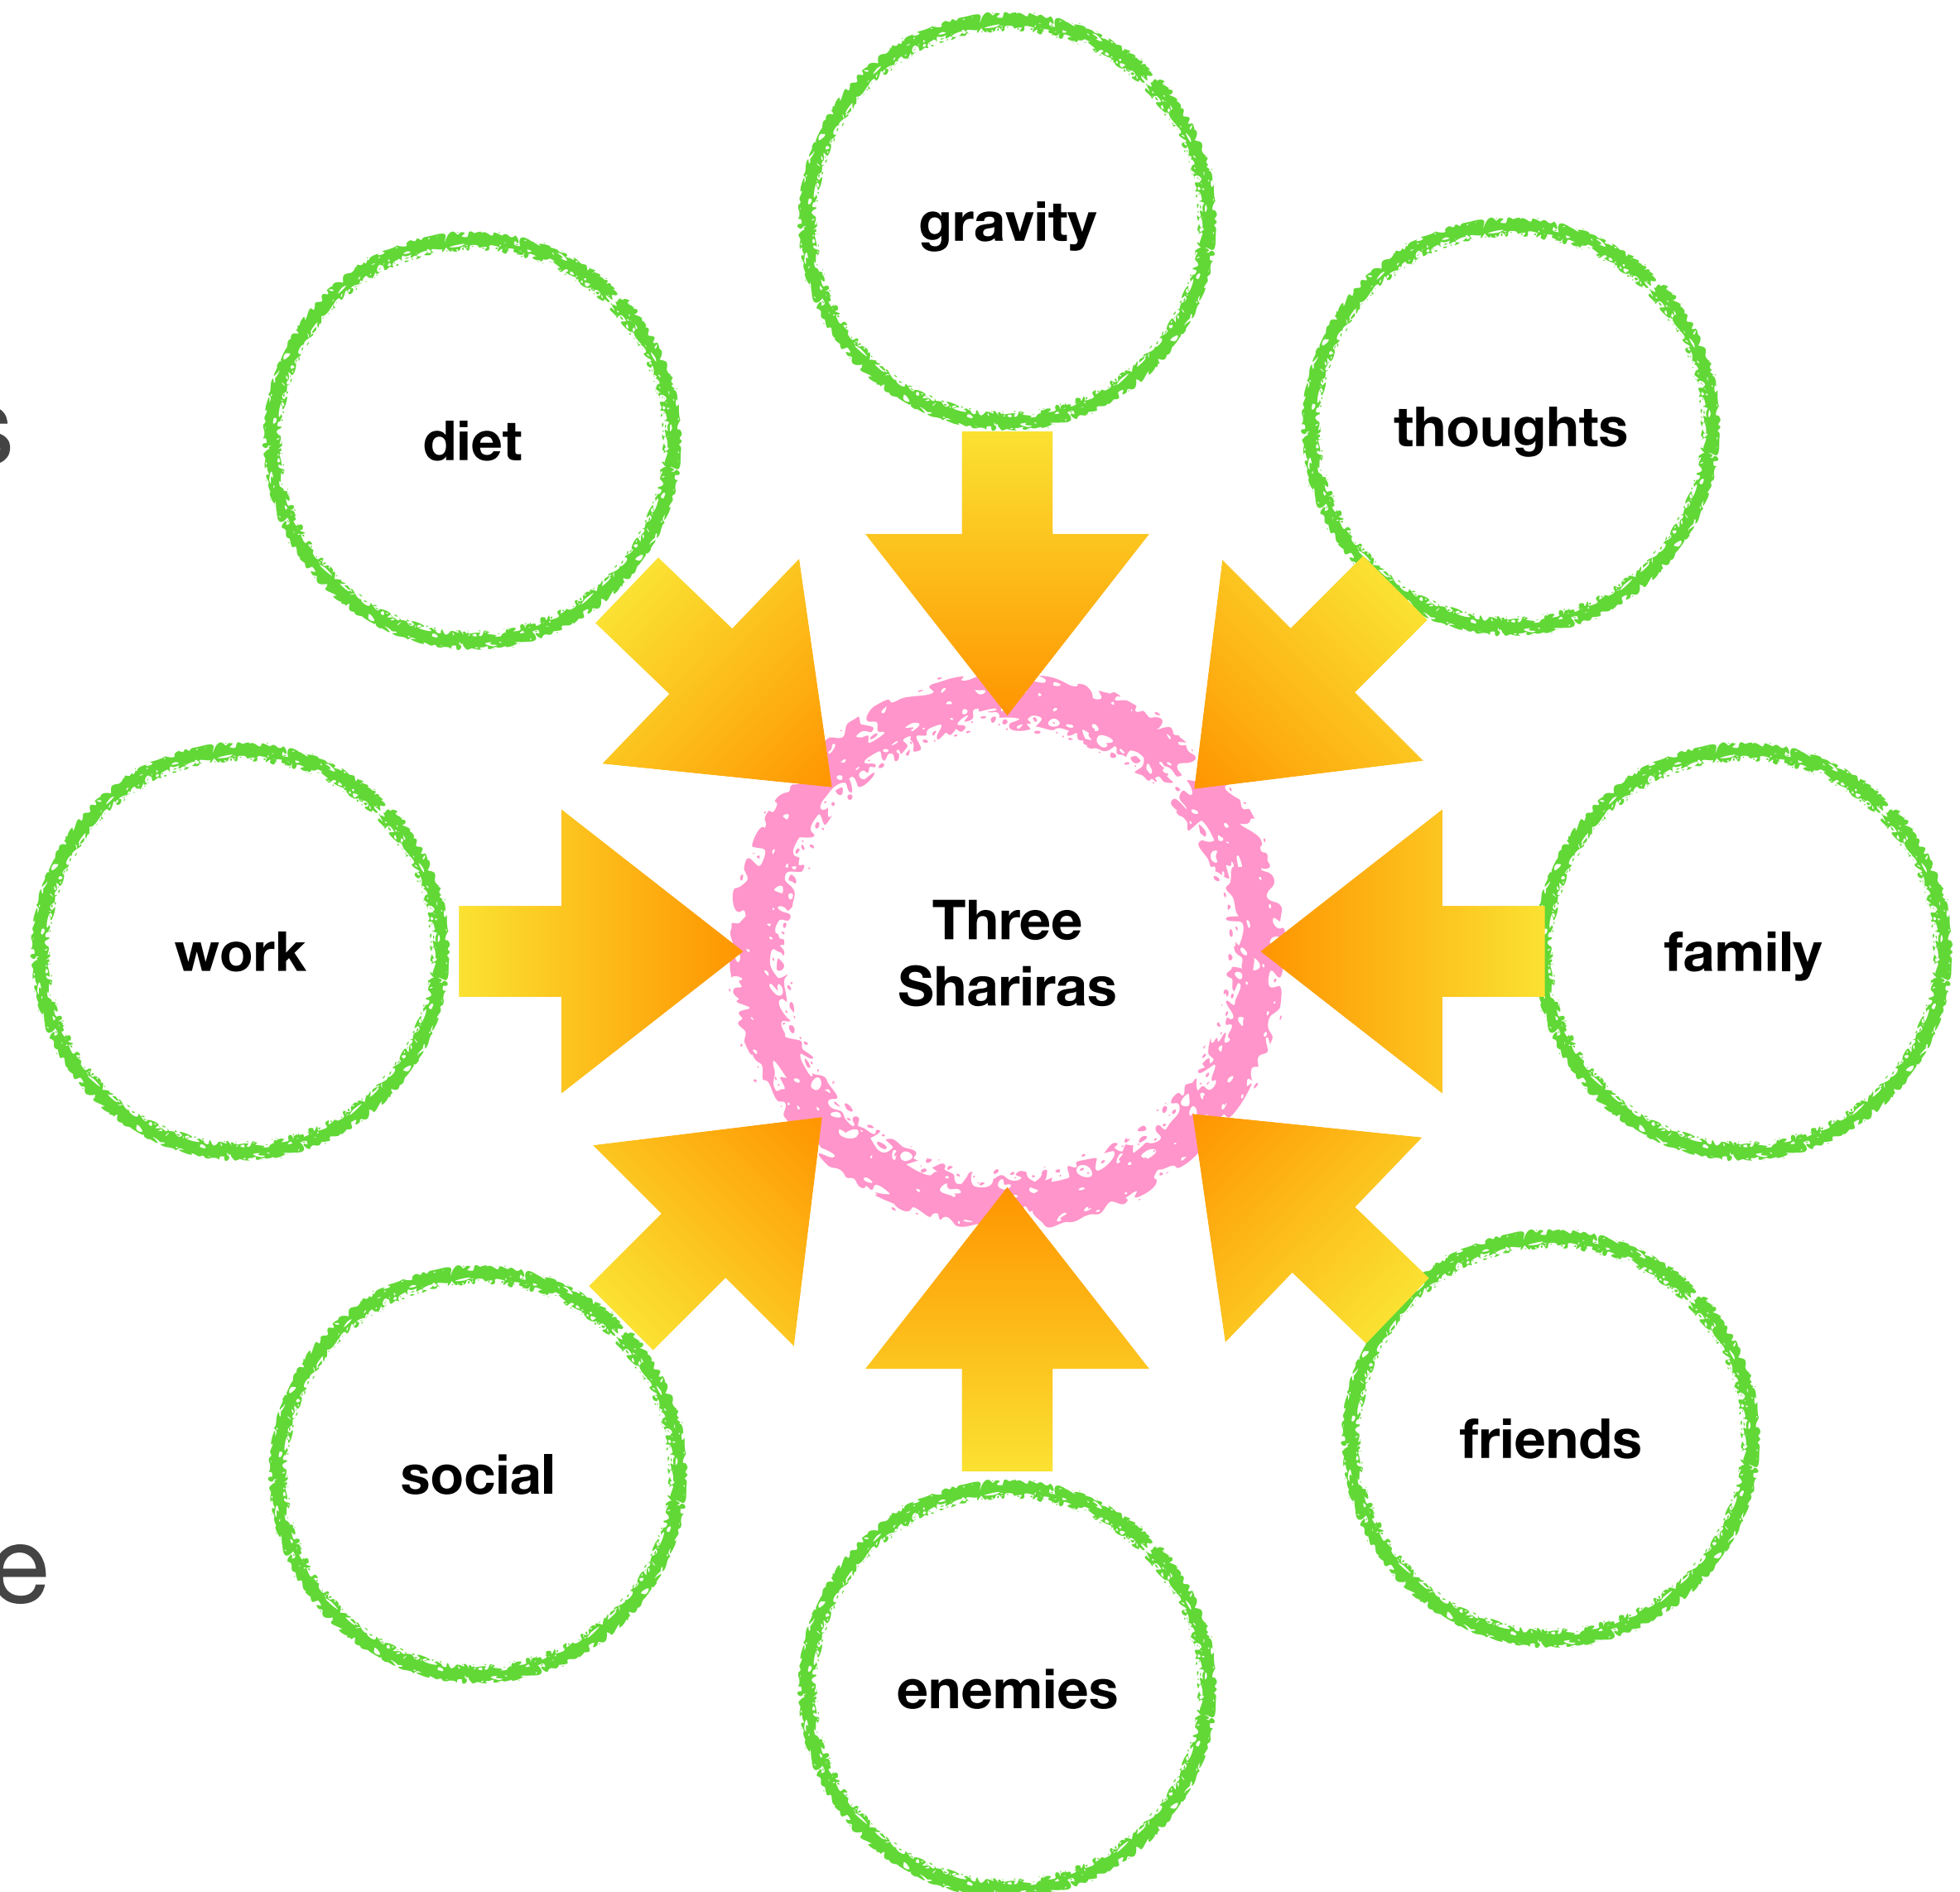 gravity
diet
thoughts
s
Three
Shariras
work
family
friends
social
e
enemies